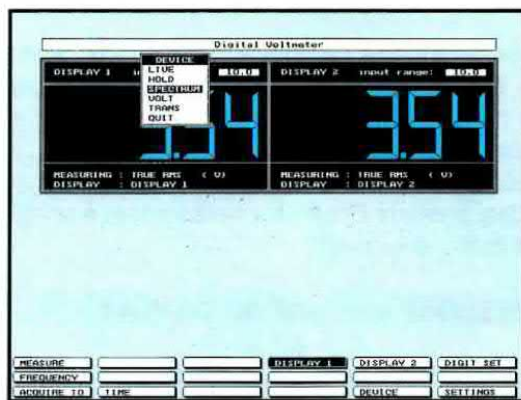 Digital Voltmeter
DEVICE
LIVE
HOLD
SPECTRUM
VOLT
TRANS
QUIT
DISPLAY 1
10.0
3.54
MEASURING : TRUE RMS ( V)
DISPLAY : DISPLAY 1
DISPLAY 2 input range: 10.0
3.54
MEASURING : TRUE RMS ( V)
DISPLAY : DISPLAY 2
MEASURE DISPLAY 1 DISPLAY 2 DIGIT SET
FREQUENCY
ACQUIRE TO TIME DEVICE SETTINGS